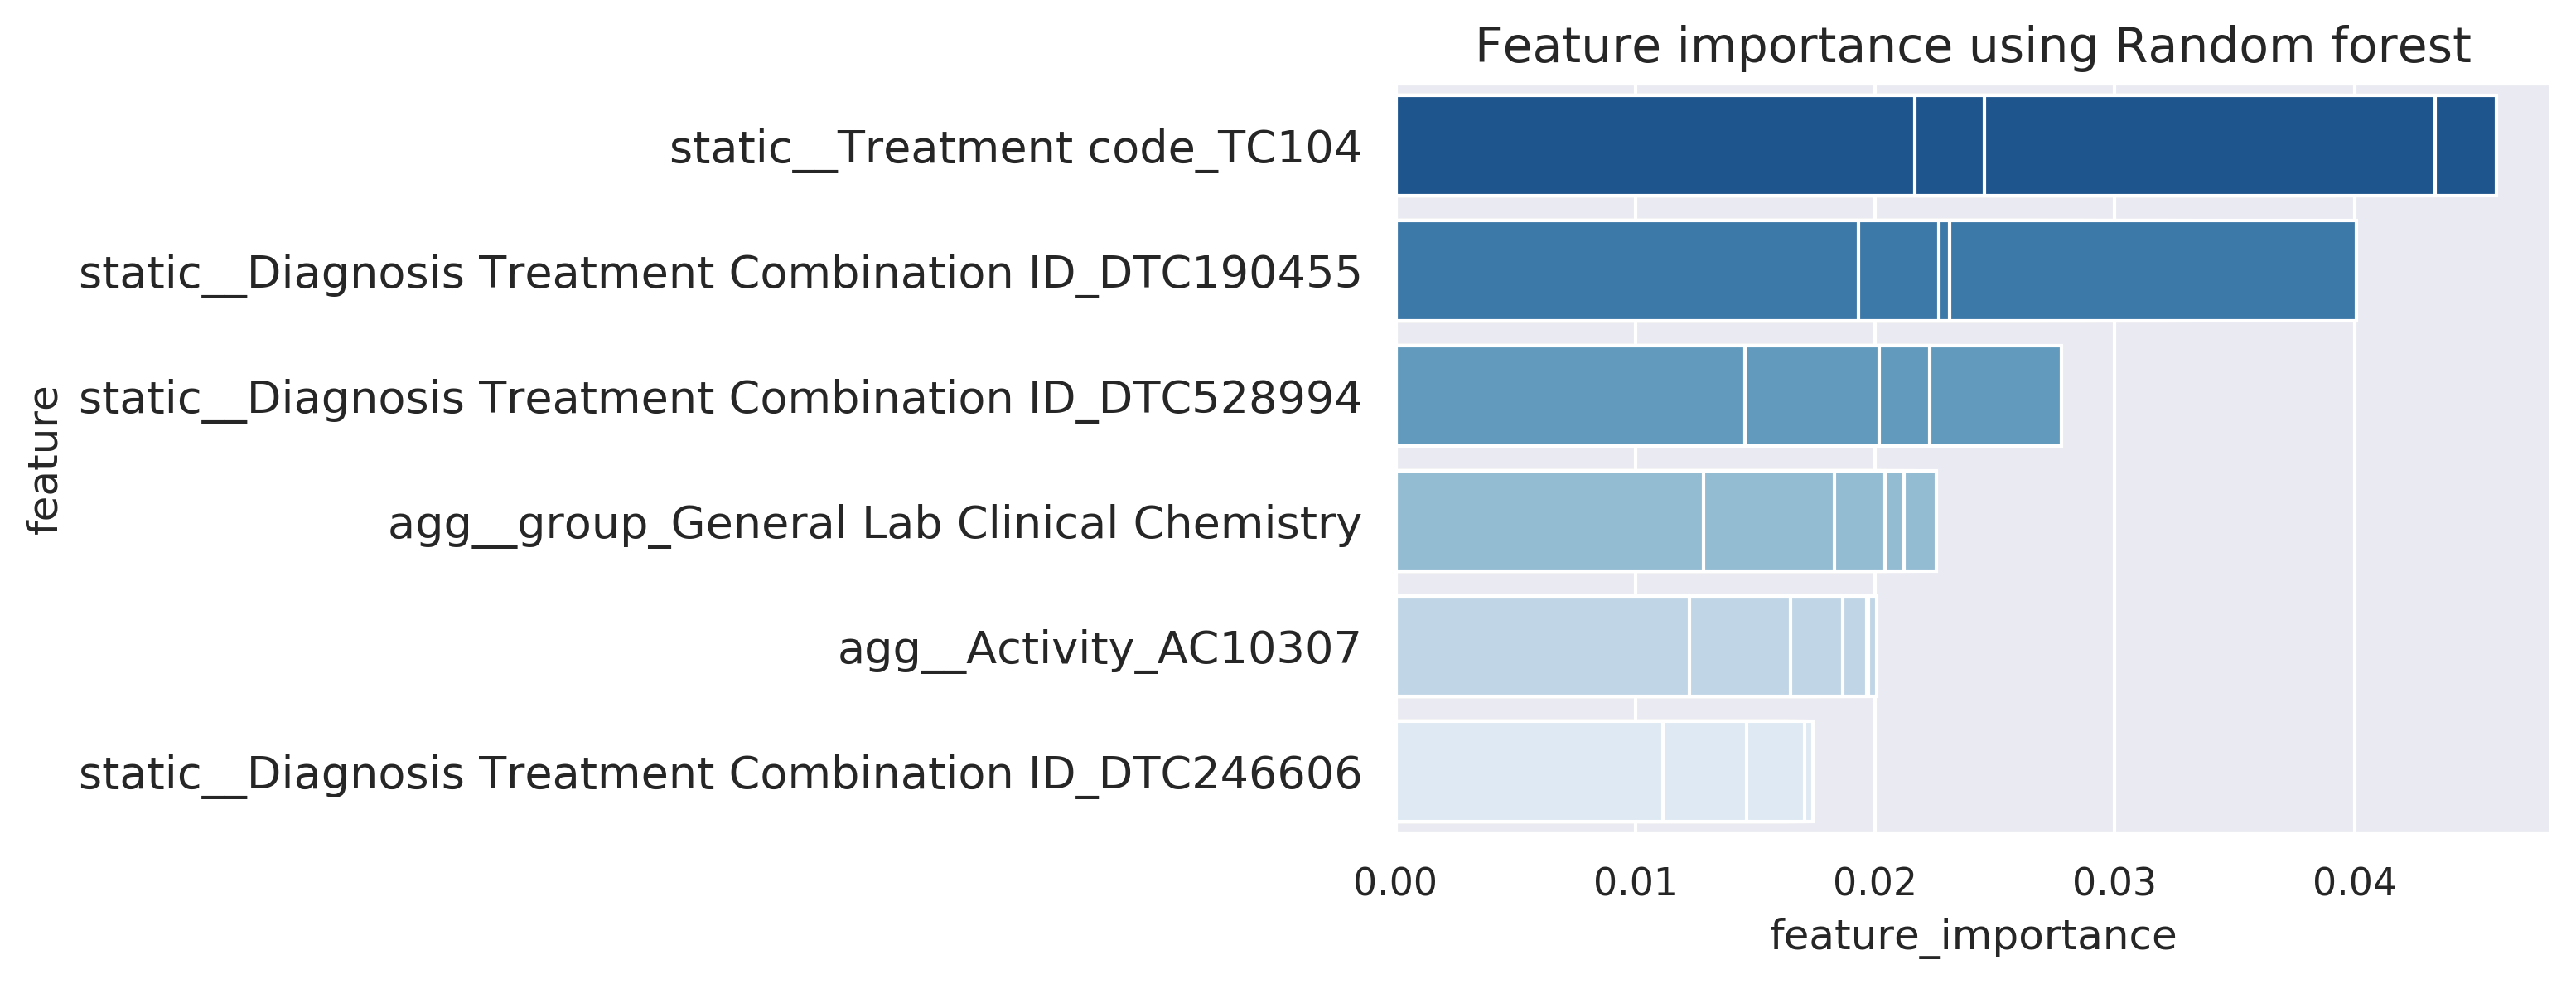 Feature importance using Random forest
feature
static__Treatment code_TC104
static__Diagnosis Treatment Combination ID_DTC190455
static__Diagnosis Treatment Combination ID_DTC528994
agg__group_General Lab Clinical Chemistry
agg__Activity_AC10307
static__Diagnosis Treatment Combination ID_DTC246606
0.00 0.01 0.02 0.03 0.04
feature_importance